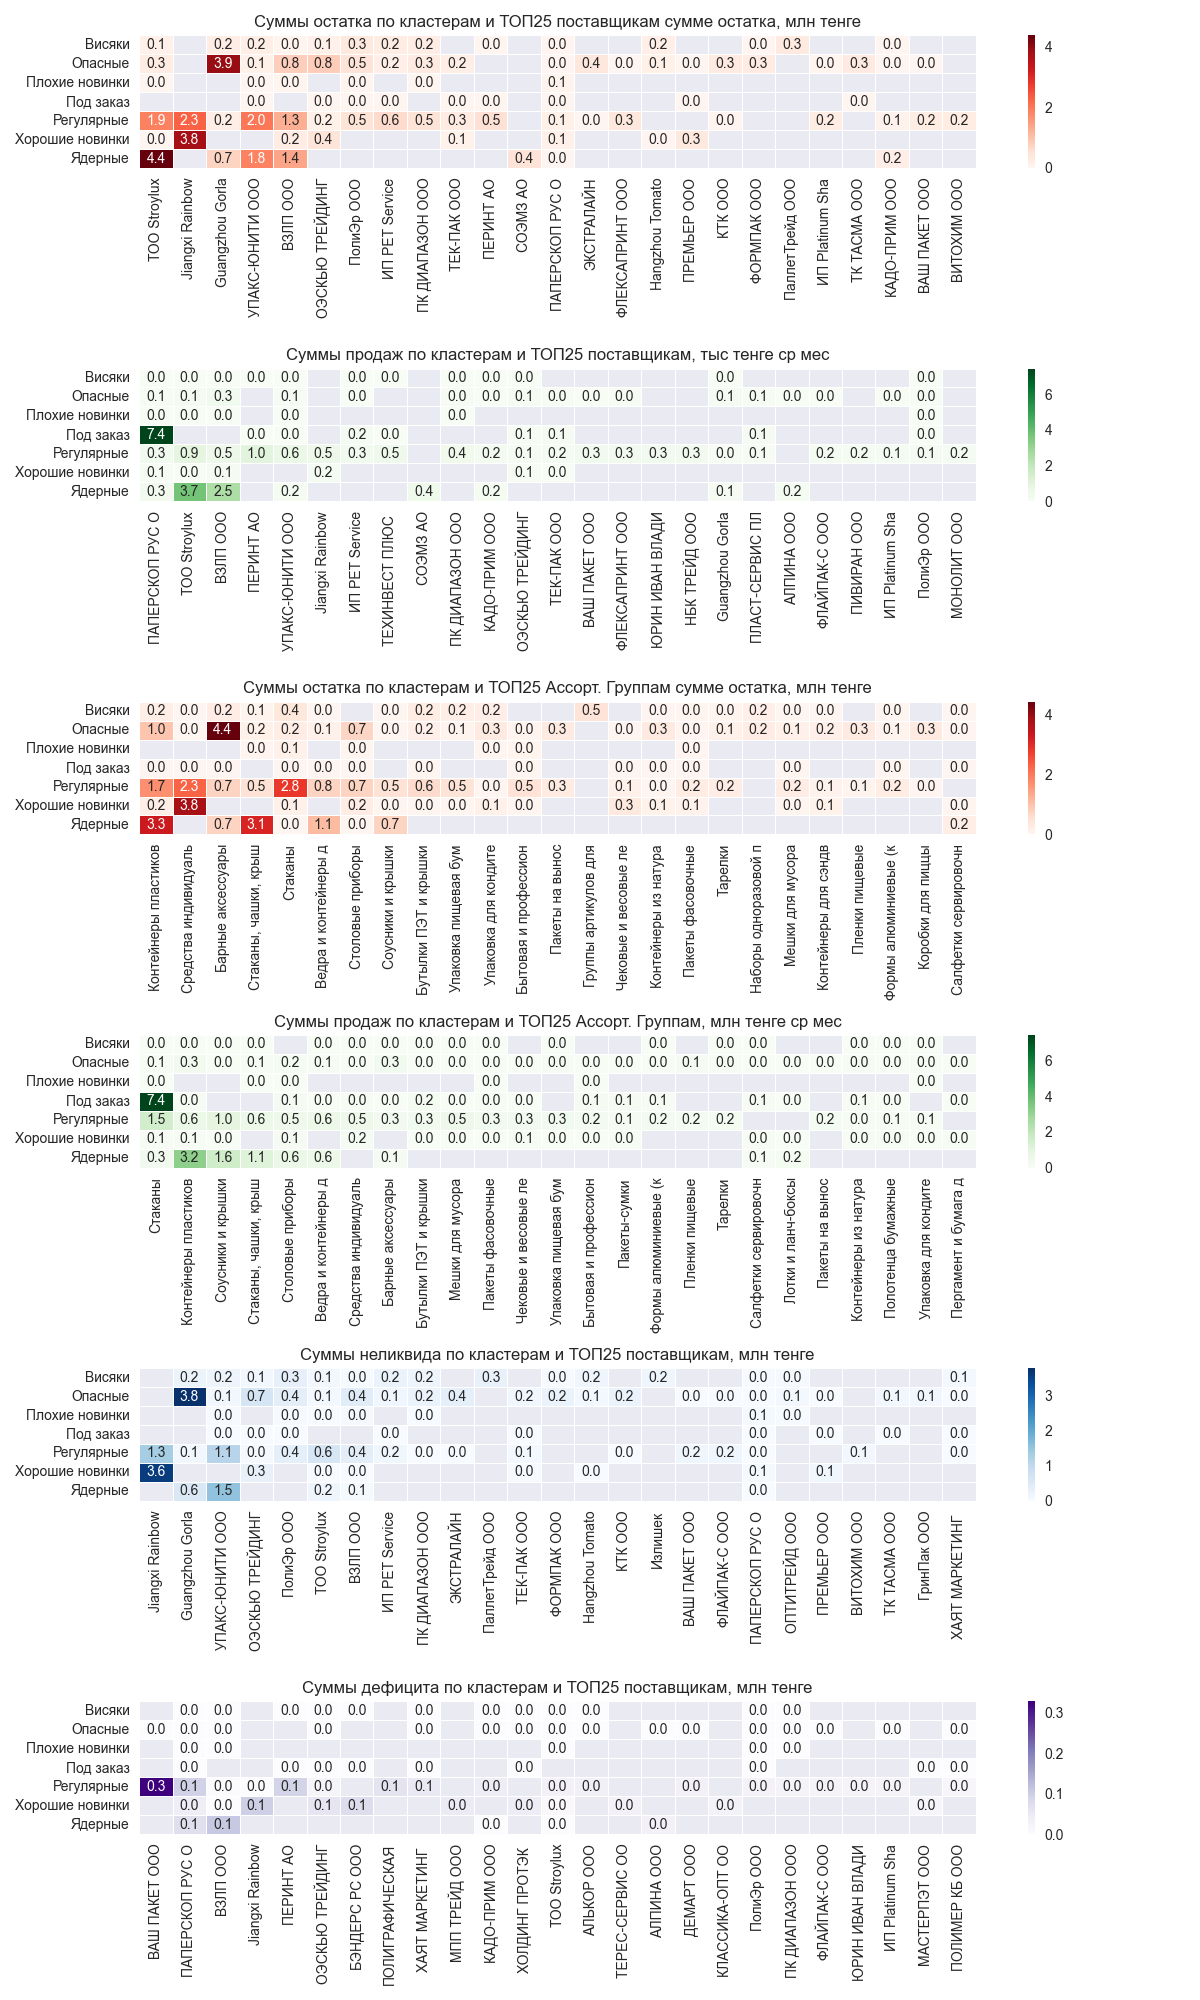 Суммы остатка по кластерам и ТОП25 поставщикам сумме остатка, млн тенге
Висяки 0.1 0.2 0.2 0.0 0.1 0.3 0.2 0.2 0.0 0.0 0.2 0.0 0.3 0.0
Опасные 0.3 3.9 0.1 0.8 0.8 0.5 0.2 0.3 0.2 0.0 0.4 0.0 0.1 0.0 0.3 0.3 0.0 0.3 0.0 0.0
Плохие новинки 0.0 0.0 0.0 0.0 0.0 0.1
Под заказ 0.0 0.0 0.0 0.0 0.0 0.0 0.0 0.0 0.0
Регулярные 1.9 2.3 0.2 2.0 1.3 0.2 0.5 0.6 0.5 0.3 0.5 0.1 0.0 0.3 0.0 0.2 0.1 0.2 0.2
Хорошие новинки 0.0 3.8 0.2 0.4 0.1 0.1 0.0 0.3
Ядерные 4.4 0.7 1.8 1.4 0.4 0.0 0.2
4
2
0
ТОО Stroylux
Jiangxi Rainbow
Guangzhou Gorla
УПАКС-ЮНИТИ ООО
ВЗЛП ООО
ОЭСКЬЮ ТРЕЙДИНГ
ПолиЭр ООО
ИП PET Service
ПК ДИАПАЗОН ООО
ТЕК-ПАК ООО
ПЕРИНТ АО
СОЭМЗ АО
ПАПЕРСКОП РУС О
ЭКСТРАЛАЙН
ФЛЕКСАПРИНТ ООО
Hangzhou Tomato
ПРЕМЬЕР ООО
КТК ООО
ФОРМПАК ООО
ПаллетТрейд ООО
ИП Platinum Sha
ТК ТАСМА ООО
КАДО-ПРИМ ООО
ВАШ ПАКЕТ ООО
ВИТОХИМ ООО
Суммы продаж по кластерам и ТОП25 поставщикам, тыс тенге ср мес
Висяки 0.0 0.0 0.0 0.0 0.0 0.0 0.0 0.0 0.0 0.0 0.0 0.0
Опасные 0.1 0.1 0.3 0.1 0.0 0.0 0.0 0.1 0.0 0.0 0.0 0.1 0.1 0.0 0.0 0.0 0.0
Плохие новинки 0.0 0.0 0.0 0.0 0.0 0.0
Под заказ 7.4 0.0 0.0 0.2 0.0 0.1 0.1 0.1 0.0
Регулярные 0.3 0.9 0.5 1.0 0.6 0.5 0.3 0.5 0.4 0.2 0.1 0.2 0.3 0.3 0.3 0.3 0.0 0.1 0.2 0.2 0.1 0.1 0.2
Хорошие новинки 0.1 0.0 0.1 0.2 0.1 0.0
Ядерные 0.3 3.7 2.5 0.2 0.4 0.2 0.1 0.2
6
4
2
0
ПАПЕРСКОП РУС О
ТОО Stroylux
ВЗЛП ООО
ПЕРИНТ АО
УПАКС-ЮНИТИ ООО
Jiangxi Rainbow
ИП PET Service
ТЕХИНВЕСТ ПЛЮС
СОЭМЗ АО
ПК ДИАПАЗОН ООО
КАДО-ПРИМ ООО
ОЭСКЬЮ ТРЕЙДИНГ
ТЕК-ПАК ООО
ВАШ ПАКЕТ ООО
ФЛЕКСАПРИНТ ООО
ЮРИН ИВАН ВЛАДИ
НБК ТРЕЙД ООО
Guangzhou Gorla
ПЛАСТ-СЕРВИС ПЛ
АЛПИНА ООО
ФЛАЙПАК-С ООО
ПИВИРАН ООО
ИП Platinum Sha
ПолиЭр ООО
МОНОЛИТ ООО
Суммы остатка по кластерам и ТОП25 Ассорт. Группам сумме остатка, млн тенге
Висяки 0.2 0.0 0.2 0.1 0.4 0.0 0.0 0.2 0.2 0.2 0.5 0.0 0.0 0.0 0.2 0.0 0.0 0.0 0.0
Опасные 1.0 0.0 4.4 0.2 0.2 0.1 0.7 0.0 0.2 0.1 0.3 0.0 0.3 0.0 0.3 0.0 0.1 0.2 0.1 0.2 0.3 0.1 0.3 0.0
Плохие новинки 0.0 0.1 0.0 0.0 0.0 0.0
Под заказ 0.0 0.0 0.0 0.0 0.0 0.0 0.0 0.0 0.0 0.0 0.0 0.0 0.0 0.0
Регулярные 1.7 2.3 0.7 0.5 2.8 0.8 0.7 0.5 0.6 0.5 0.0 0.5 0.3 0.1 0.0 0.2 0.2 0.2 0.1 0.1 0.2 0.0
Хорошие новинки 0.2 3.8 0.1 0.2 0.0 0.0 0.0 0.1 0.0 0.3 0.1 0.1 0.0 0.1 0.0
Ядерные 3.3 0.7 3.1 0.0 1.1 0.0 0.7 0.2
4
2
0
Контейнеры пластиков
Средства индивидуаль
Барные аксессуары
Стаканы, чашки, крыш
Стаканы
Ведра и контейнеры д
Столовые приборы
Соусники и крышки
Бутылки ПЭТ и крышки
Упаковка пищевая бум
Упаковка для кондите
Бытовая и профессион
Пакеты на вынос
Группы артикулов для
Чековые и весовые ле
Контейнеры из натура
Пакеты фасовочные
Тарелки
Наборы одноразовой п
Мешки для мусора
Контейнеры для сэндв
Пленки пищевые
Формы алюминиевые (к
Коробки для пиццы
Салфетки сервировочн
Суммы продаж по кластерам и ТОП25 Ассорт. Группам, млн тенге ср мес
Висяки 0.0 0.0 0.0 0.0 0.0 0.0 0.0 0.0 0.0 0.0 0.0 0.0 0.0 0.0 0.0 0.0 0.0
Опасные 0.1 0.3 0.0 0.1 0.2 0.1 0.0 0.3 0.0 0.0 0.0 0.0 0.0 0.0 0.0 0.0 0.1 0.0 0.0 0.0 0.0 0.0 0.0 0.0 0.0
Плохие новинки 0.0 0.0 0.0 0.0 0.0 0.0
Под заказ 7.4 0.0 0.1 0.0 0.0 0.0 0.2 0.0 0.0 0.1 0.1 0.1 0.1 0.0 0.1 0.0 0.0
Регулярные 1.5 0.6 1.0 0.6 0.5 0.6 0.5 0.3 0.3 0.5 0.3 0.3 0.3 0.2 0.1 0.2 0.2 0.2 0.2 0.0 0.1 0.1
Хорошие новинки 0.1 0.1 0.0 0.1 0.2 0.0 0.0 0.0 0.1 0.0 0.0 0.0 0.0 0.0 0.0 0.0 0.0 0.0
Ядерные 0.3 3.2 1.6 1.1 0.6 0.6 0.1 0.1 0.2
6
4
2
0
Стаканы
Контейнеры пластиков
Соусники и крышки
Стаканы, чашки, крыш
Столовые приборы
Ведра и контейнеры д
Средства индивидуаль
Барные аксессуары
Бутылки ПЭТ и крышки
Мешки для мусора
Пакеты фасовочные
Чековые и весовые ле
Упаковка пищевая бум
Бытовая и профессион
Пакеты-сумки
Формы алюминиевые (к
Пленки пищевые
Тарелки
Салфетки сервировочн
Лотки и ланч-боксы
Пакеты на вынос
Контейнеры из натура
Полотенца бумажные
Упаковка для кондите
Пергамент и бумага д
Суммы неликвида по кластерам и ТОП25 поставщикам, млн тенге
Висяки 0.2 0.2 0.1 0.3 0.1 0.0 0.2 0.2 0.3 0.0 0.2 0.2 0.0 0.0 0.1
Опасные 3.8 0.1 0.7 0.4 0.1 0.4 0.1 0.2 0.4 0.2 0.2 0.1 0.2 0.0 0.0 0.0 0.1 0.0 0.1 0.1 0.0
Плохие новинки 0.0 0.0 0.0 0.0 0.0 0.1 0.0
Под заказ 0.0 0.0 0.0 0.0 0.0 0.0 0.0 0.0 0.0
Регулярные 1.3 0.1 1.1 0.0 0.4 0.6 0.4 0.2 0.0 0.0 0.1 0.0 0.2 0.2 0.0 0.1 0.0
Хорошие новинки 3.6 0.3 0.0 0.0 0.0 0.0 0.1 0.1
Ядерные 0.6 1.5 0.2 0.1 0.0
3
2
1
0
Jiangxi Rainbow
Guangzhou Gorla
УПАКС-ЮНИТИ ООО
ОЭСКЬЮ ТРЕЙДИНГ
ПолиЭр ООО
ТОО Stroylux
ВЗЛП ООО
ИП PET Service
ПК ДИАПАЗОН ООО
ЭКСТРАЛАЙН
ПаллетТрейд ООО
ТЕК-ПАК ООО
ФОРМПАК ООО
Hangzhou Tomato
КТК ООО
Излишек
ВАШ ПАКЕТ ООО
ФЛАЙПАК-С ООО
ПАПЕРСКОП РУС О
ОПТИТРЕЙД ООО
ПРЕМЬЕР ООО
ВИТОХИМ ООО
ТК ТАСМА ООО
ГринПак ООО
ХАЯТ МАРКЕТИНГ
Суммы дефицита по кластерам и ТОП25 поставщикам, млн тенге
Висяки 0.0 0.0 0.0 0.0 0.0 0.0 0.0 0.0 0.0 0.0 0.0
Опасные 0.0 0.0 0.0 0.0 0.0 0.0 0.0 0.0 0.0 0.0 0.0 0.0 0.0 0.0 0.0 0.0
Плохие новинки 0.0 0.0 0.0 0.0 0.0
Под заказ 0.0 0.0 0.0 0.0 0.0 0.0 0.0 0.0 0.0
Регулярные 0.3 0.1 0.0 0.0 0.1 0.0 0.1 0.1 0.0 0.0 0.0 0.0 0.0 0.0 0.0 0.0 0.0 0.0
Хорошие новинки 0.0 0.0 0.1 0.1 0.1 0.0 0.0 0.0 0.0 0.0 0.0
Ядерные 0.1 0.1 0.0 0.0 0.0
0.3
0.2
0.1
0.0
ВАШ ПАКЕТ ООО
ПАПЕРСКОП РУС О
ВЗЛП ООО
Jiangxi Rainbow
ПЕРИНТ АО
ОЭСКЬЮ ТРЕЙДИНГ
БЭНДЕРС РС ООО
ПОЛИГРАФИЧЕСКАЯ
ХАЯТ МАРКЕТИНГ
МПП ТРЕЙД ООО
КАДО-ПРИМ ООО
ХОЛДИНГ ПРОТЭК
ТОО Stroylux
АЛЬКОР ООО
ТЕРЕС-СЕРВИС ОО
АЛПИНА ООО
ДЕМАРТ ООО
КЛАССИКА-ОПТ ОО
ПолиЭр ООО
ПК ДИАПАЗОН ООО
ФЛАЙПАК-С ООО
ЮРИН ИВАН ВЛАДИ
ИП Platinum Sha
МАСТЕРПЭТ ООО
ПОЛИМЕР КБ ООО